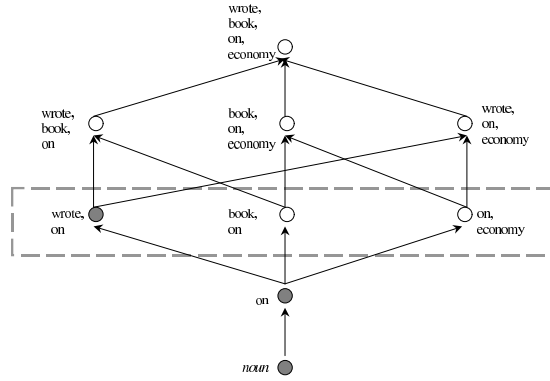 wrote,
book,
on,
economy
wrote,
book,
on
book,
on,
economy
wrote,
on,
economy
wrote,
on
book,
on
on,
economy
on
noun